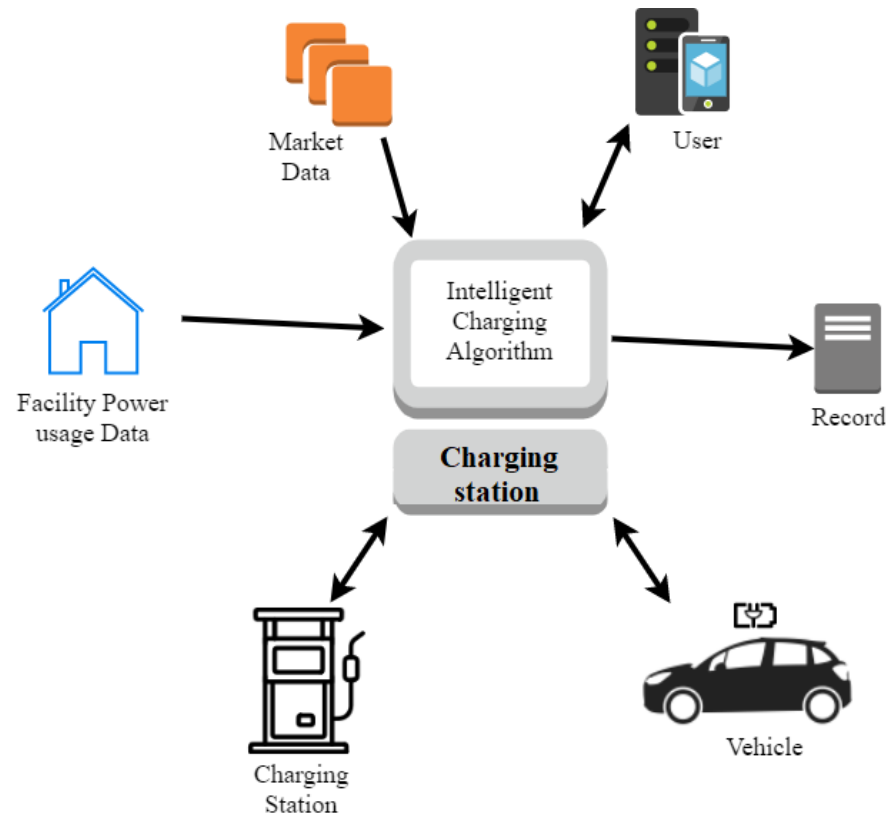 Market
Data
User
Intelligent
Charging
Algorithm
Facility Power
usage Data
Record
Charging
station
Charging
Station
Vehicle